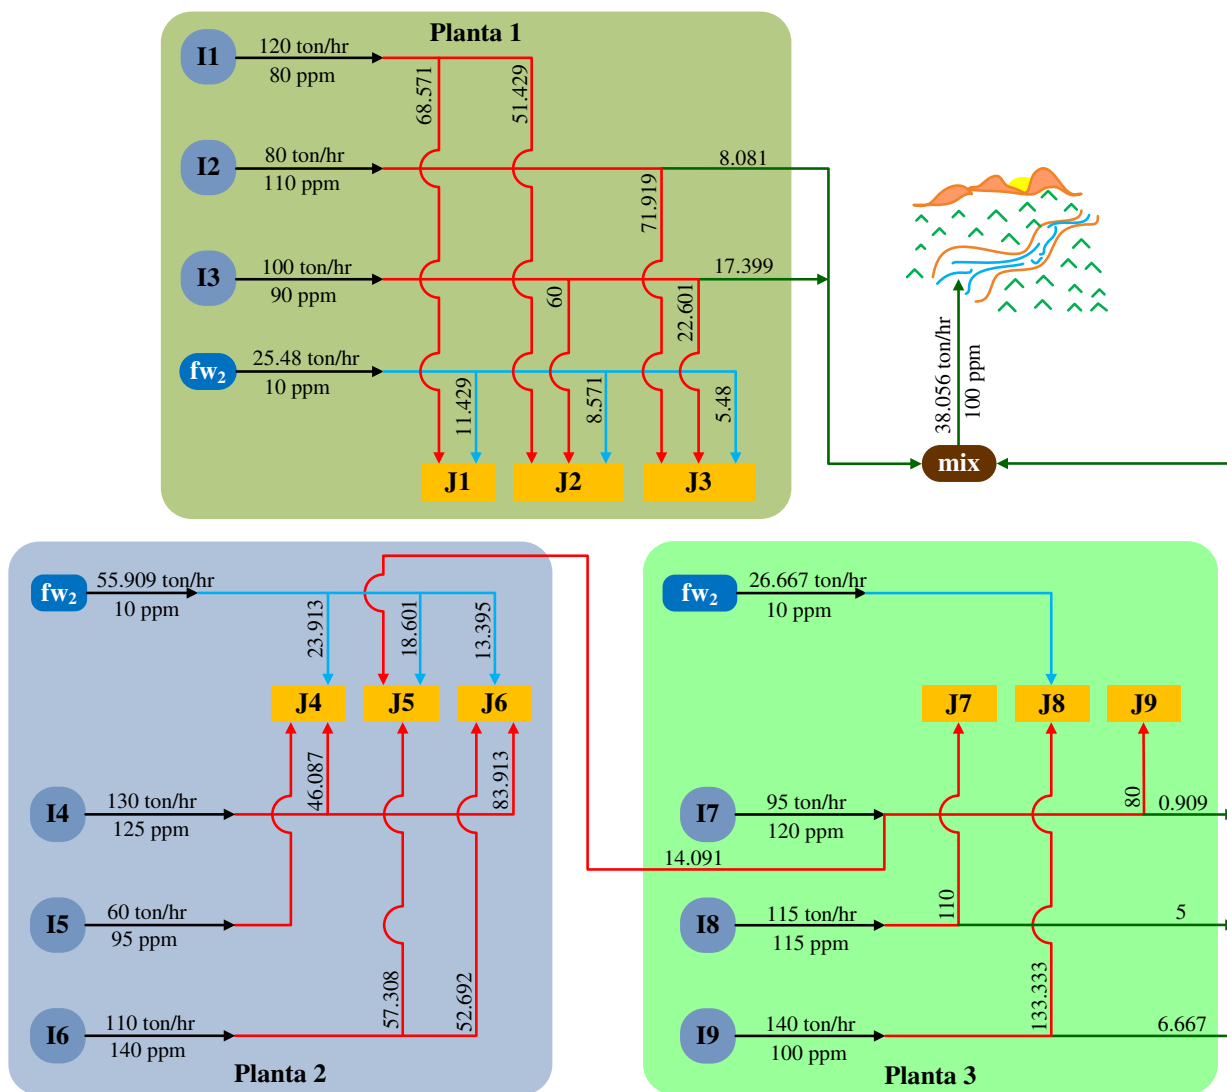 Planta 1
I1
120 ton/hr
80 ppm
68.571
51.429
I2
80 ton/hr
110 ppm
71.919
8.081
I3
100 ton/hr
90 ppm
60
22.601
17.399
fw2
25.48 ton/hr
10 ppm
11.429
8.571
5.48
J1
J2
J3
38.056 ton/hr
100 ppm
mix
fw2
55.909 ton/hr
10 ppm
23.913
18.601
13.395
J4
J5
J6
46.087
83.913
I4
130 ton/hr
125 ppm
I5
60 ton/hr
95 ppm
57.308
52.692
I6
110 ton/hr
140 ppm
Planta 2
fw2
26.667 ton/hr
10 ppm
J7
J8
J9
I7
95 ton/hr
120 ppm
80
0.909
14.091
I8
115 ton/hr
115 ppm
110
5
I9
140 ton/hr
100 ppm
133.333
6.667
Planta 3